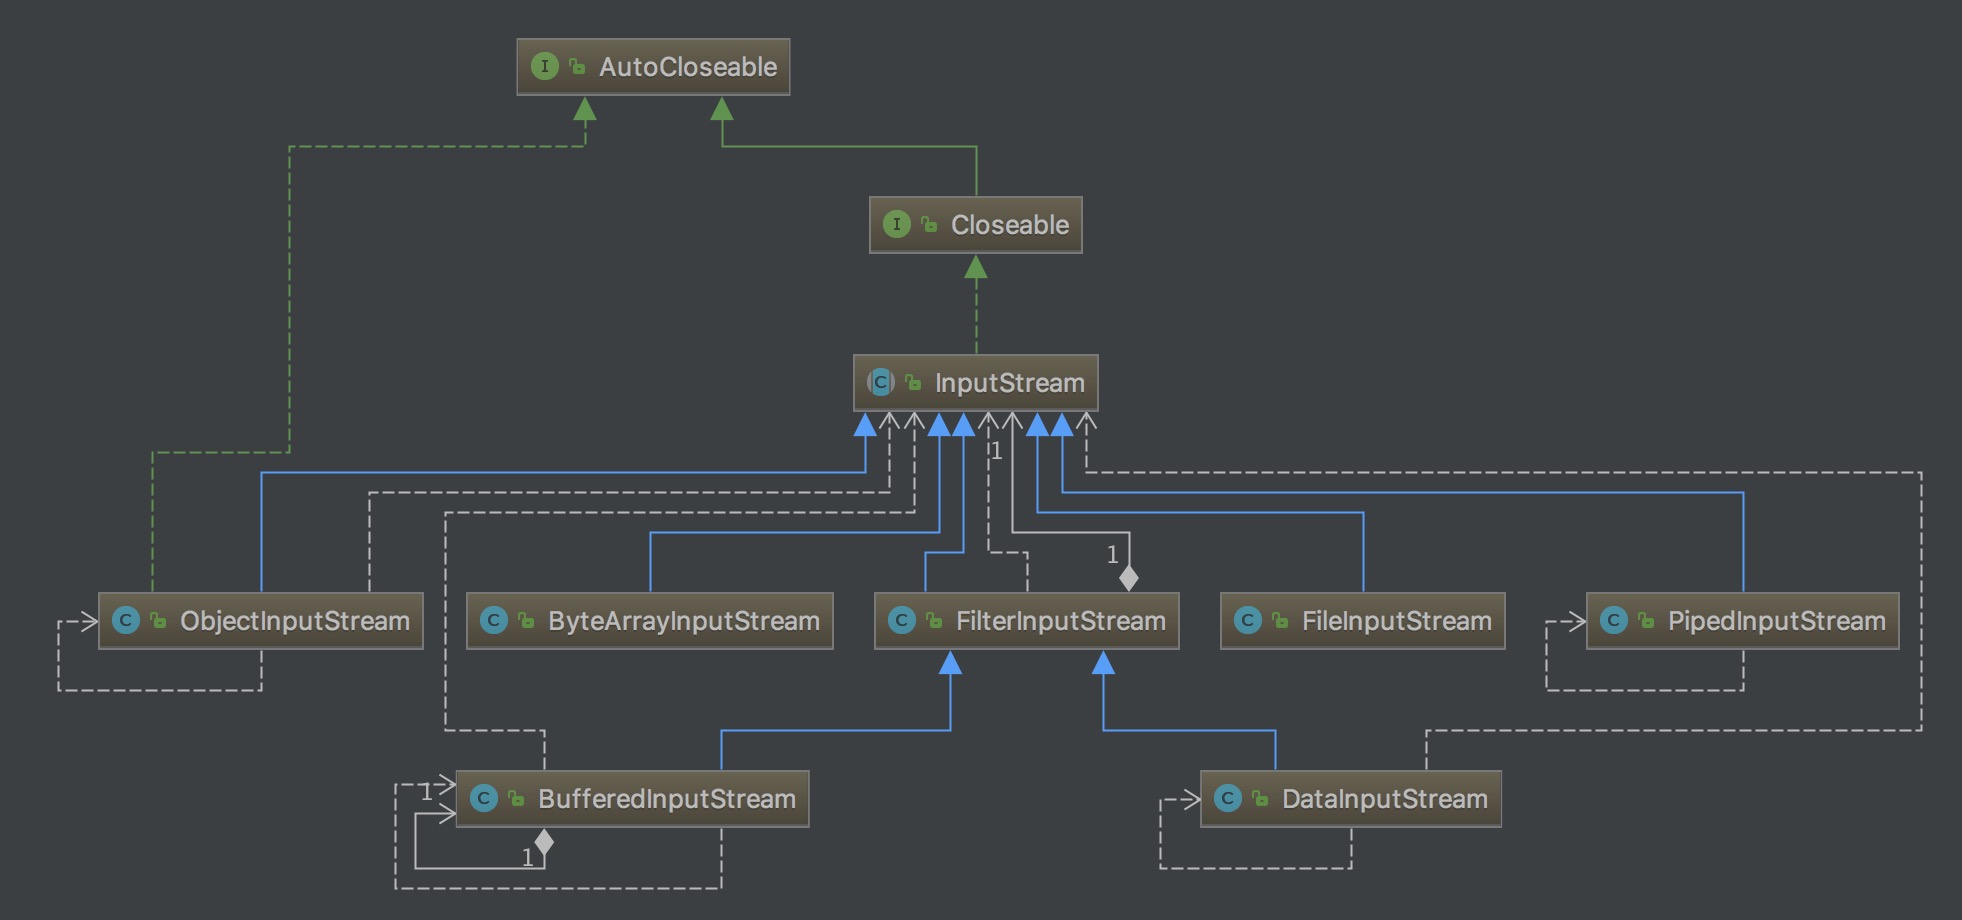 I AutoCloseable
I Closeable
C InputStream
1
1
C ObjectInputStream
C ByteArrayInputStream
C FilterInputStream
C FileInputStream
C PipedInputStream
1
C BufferedInputStream
C DataInputStream
1